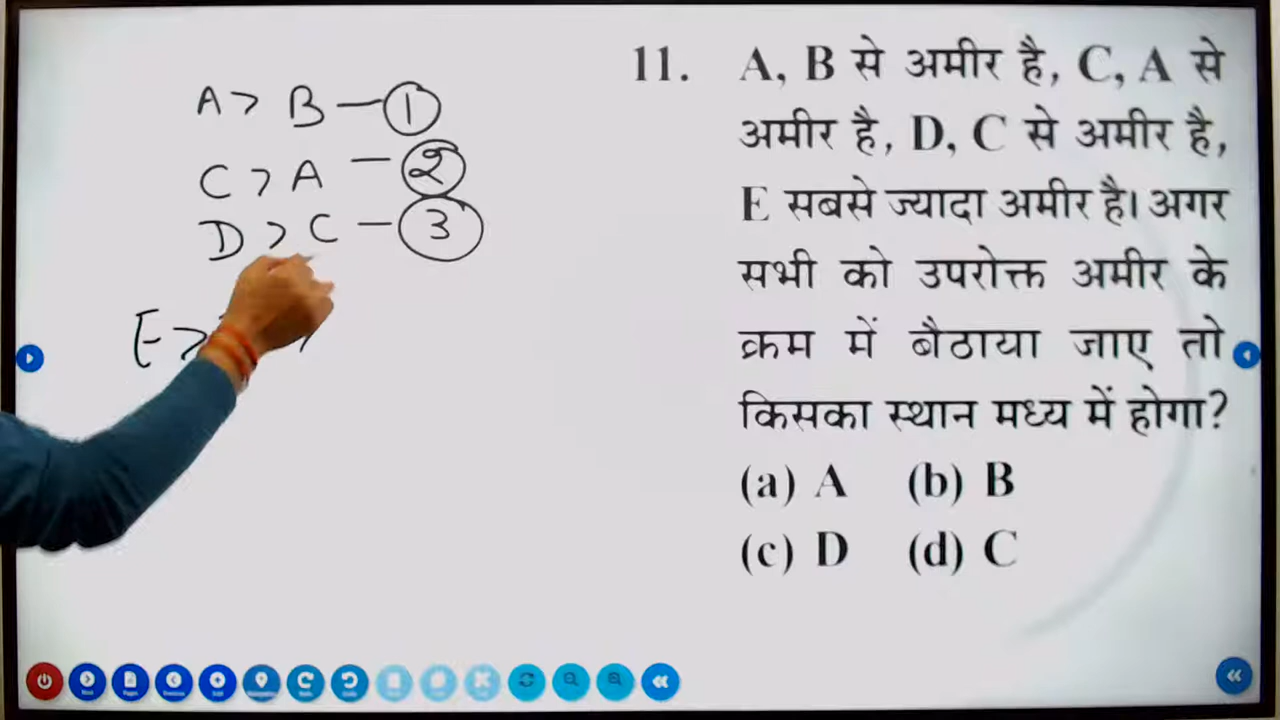 A > B — ①
C > A — ②
D > C — ③
E >
11. A, B से अमीर है, C, A से
अमीर है, D, C से अमीर है,
E सबसे ज्यादा अमीर है। अगर
सभी को उपरोक्त अमीर के
क्रम में बैठाया जाए तो
किसका स्थान मध्य में होगा?
(a) A (b) B
(c) D (d) C